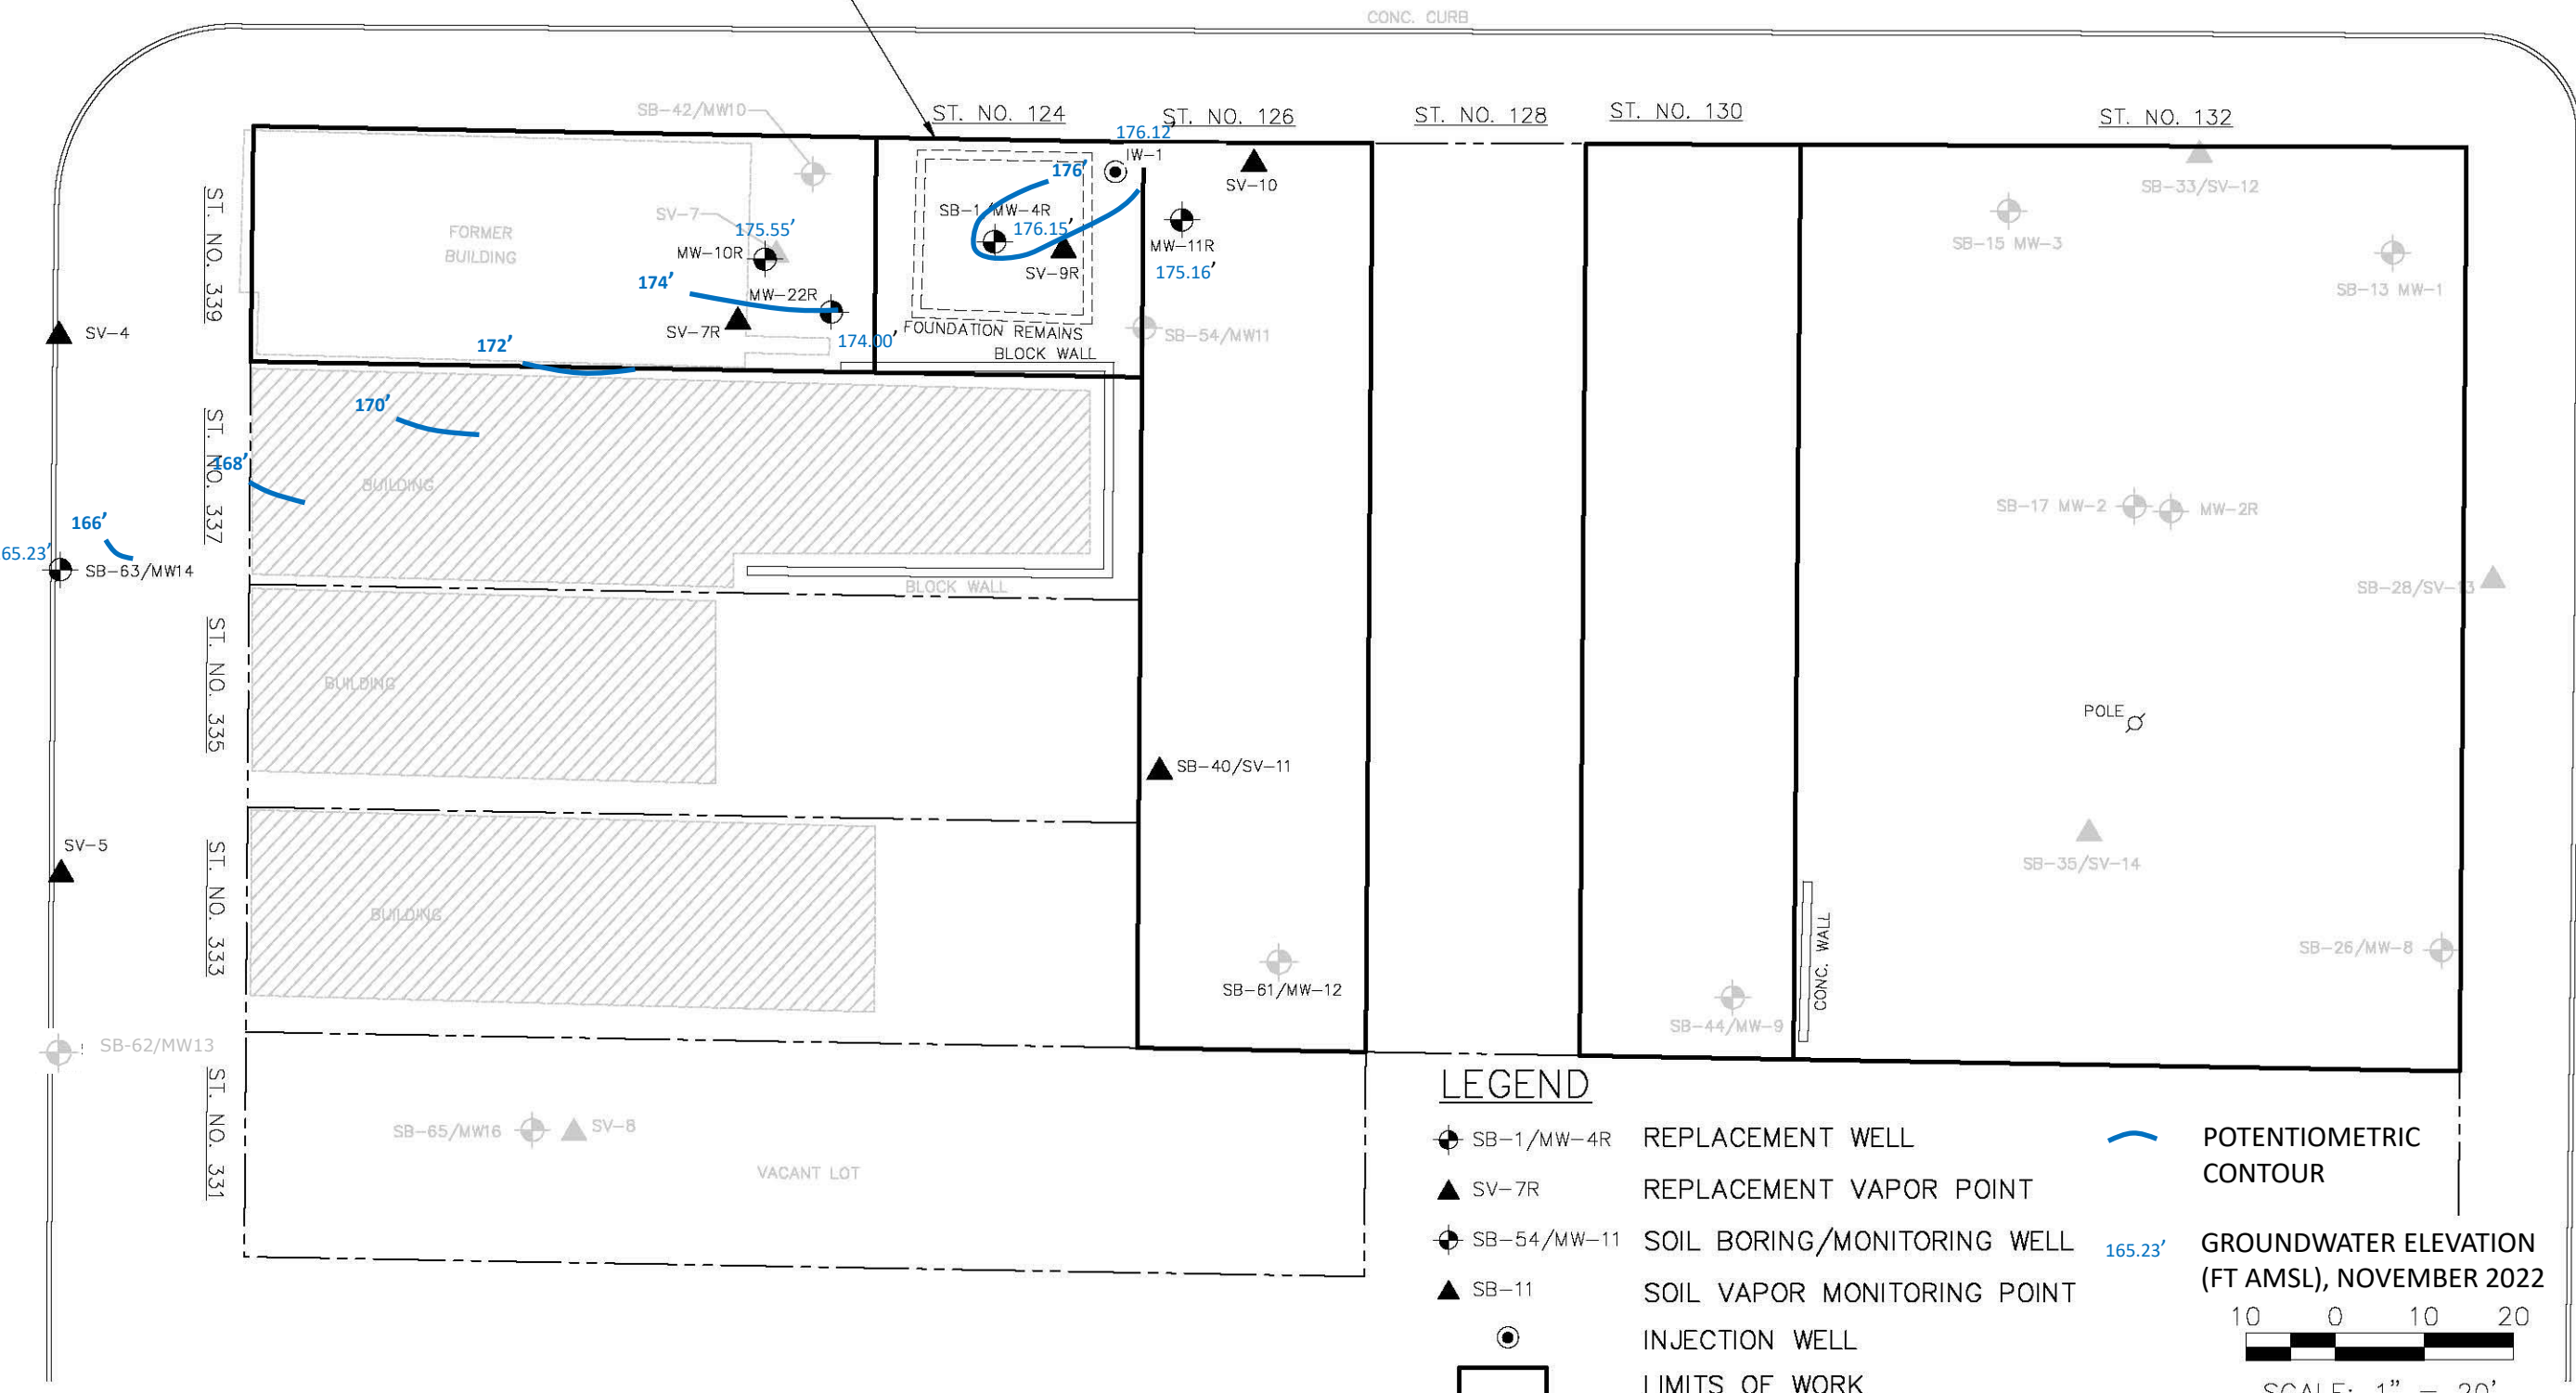 CONC. CURB
SB-42/MW10
ST. NO. 124
ST. NO. 126
ST. NO. 128
ST. NO. 130
ST. NO. 132
176.12'
IW-1
176'
SV-10
SB-33/SV-12
SB-1/MW-4R
SV-7
175.55'
176.15'
FORMER
BUILDING
MW-10R
MW-11R
175.16'
SV-9R
SB-15 MW-3
SB-13 MW-1
ST. NO. 339
174'
MW-22R
SV-4
SV-7R
174.00'
FOUNDATION REMAINS
SB-54/MW11
172'
BLOCK WALL
170'
ST. NO. 337
168'
BUILDING
SB-17 MW-2
MW-2R
166'
65.23'
SB-63/MW14
BLOCK WALL
SB-28/SV-13
ST. NO. 335
BUILDING
POLE
SB-40/SV-11
SV-5
ST. NO. 333
SB-35/SV-14
BUILDING
CONC. WALL
SB-26/MW-8
SB-61/MW-12
SB-44/MW-9
SB-62/MW13
ST. NO. 331
SB-65/MW16
SV-8
VACANT LOT
LEGEND
SB-1/MW-4R REPLACEMENT WELL
SV-7R REPLACEMENT VAPOR POINT
SB-54/MW-11 SOIL BORING/MONITORING WELL
SB-11 SOIL VAPOR MONITORING POINT
INJECTION WELL
LIMITS OF WORK
POTENTIOMETRIC
CONTOUR
165.23' GROUNDWATER ELEVATION
(FT AMSL), NOVEMBER 2022
10 0 10 20
SCALE: 1" = 20'